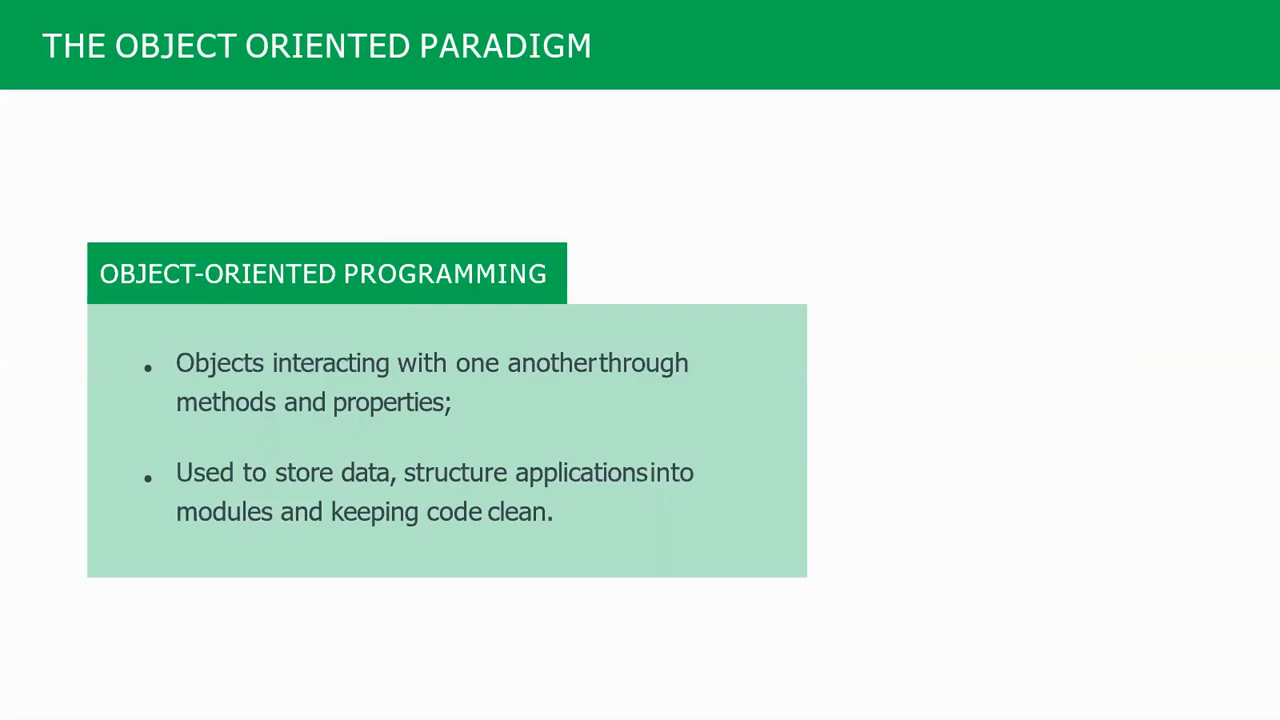 THE OBJECT ORIENTED PARADIGM
OBJECT-ORIENTED PROGRAMMING
• Objects interacting with one another through
methods and properties;
• Used to store data, structure applications into
modules and keeping code clean.